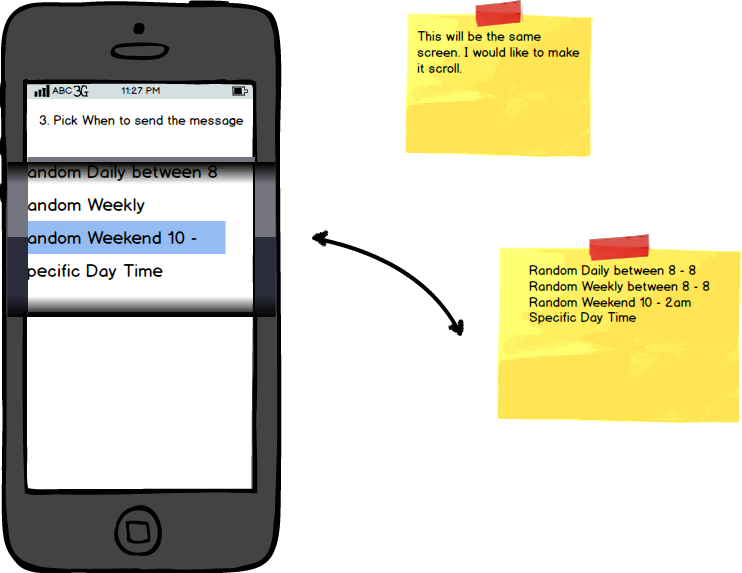 ABC 3G 11:27 PM
3. Pick When to send the message
andom Daily between 8
andom Weekly
andom Weekend 10 -
pecific Day Time
This will be the same
screen. I would like to make
it scroll.
Random Daily between 8 - 8
Random Weekly between 8 - 8
Random Weekend 10 - 2am
Specific Day Time